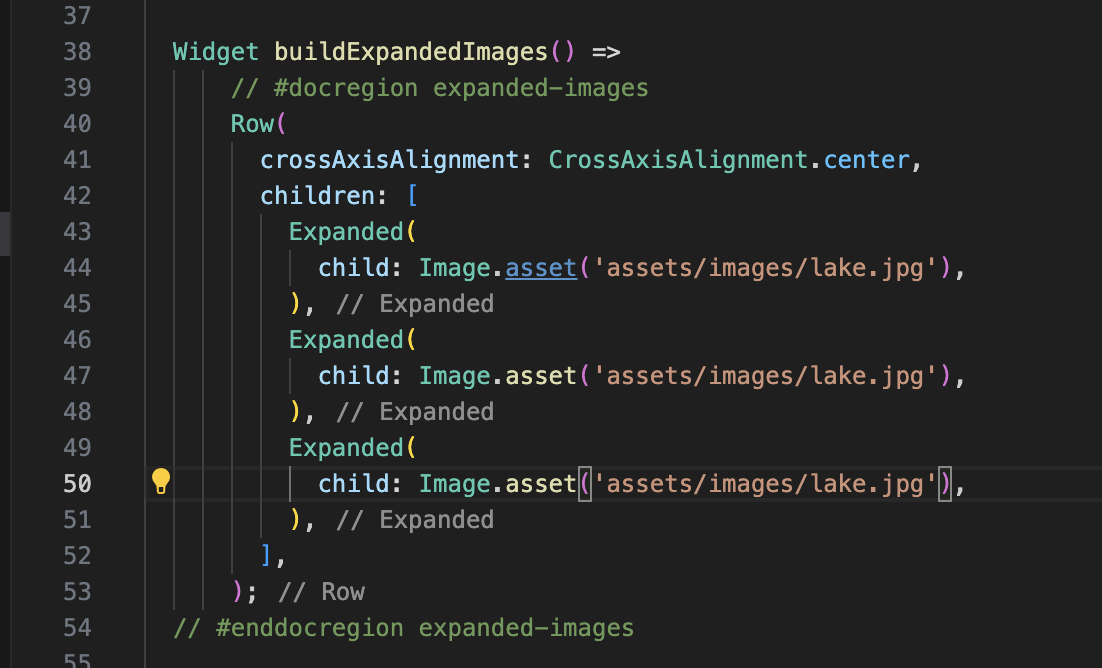 37
38 Widget buildExpandedImages() =>
39 // #docregion expanded-images
40 Row(
41 crossAxisAlignment: CrossAxisAlignment.center,
42 children: [
43 Expanded(
44 child: Image.asset('assets/images/lake.jpg'),
45 ), // Expanded
46 Expanded(
47 child: Image.asset('assets/images/lake.jpg'),
48 ), // Expanded
49 Expanded(
50 child: Image.asset('assets/images/lake.jpg'),
51 ), // Expanded
52 ],
53 ); // Row
54 // #enddocregion expanded-images
55